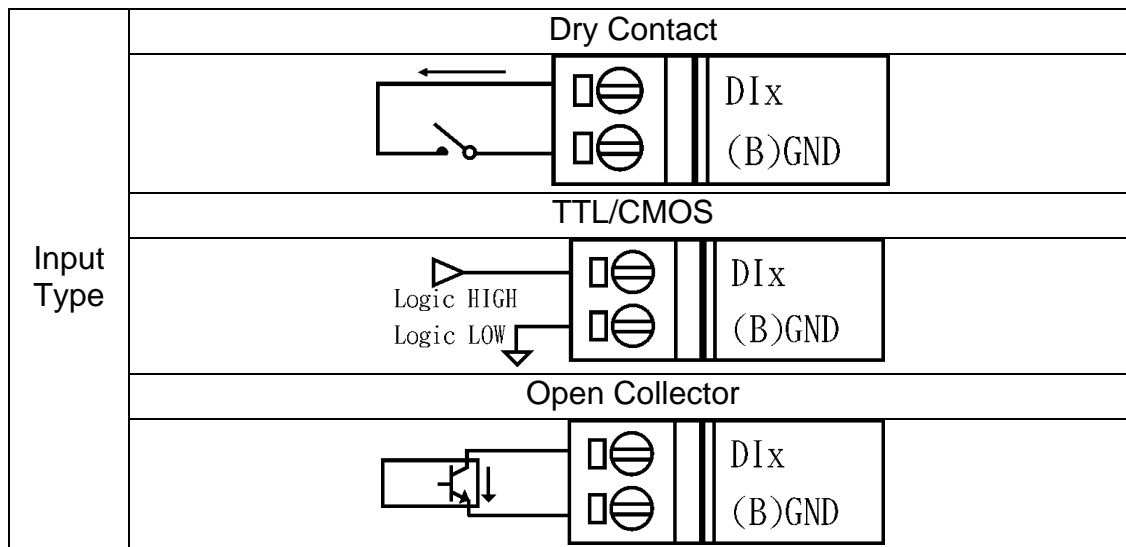 Dry Contact
DIx
(B)GND
TTL/CMOS
Input
Type
Logic HIGH
Logic LOW
DIx
(B)GND
Open Collector
DIx
(B)GND